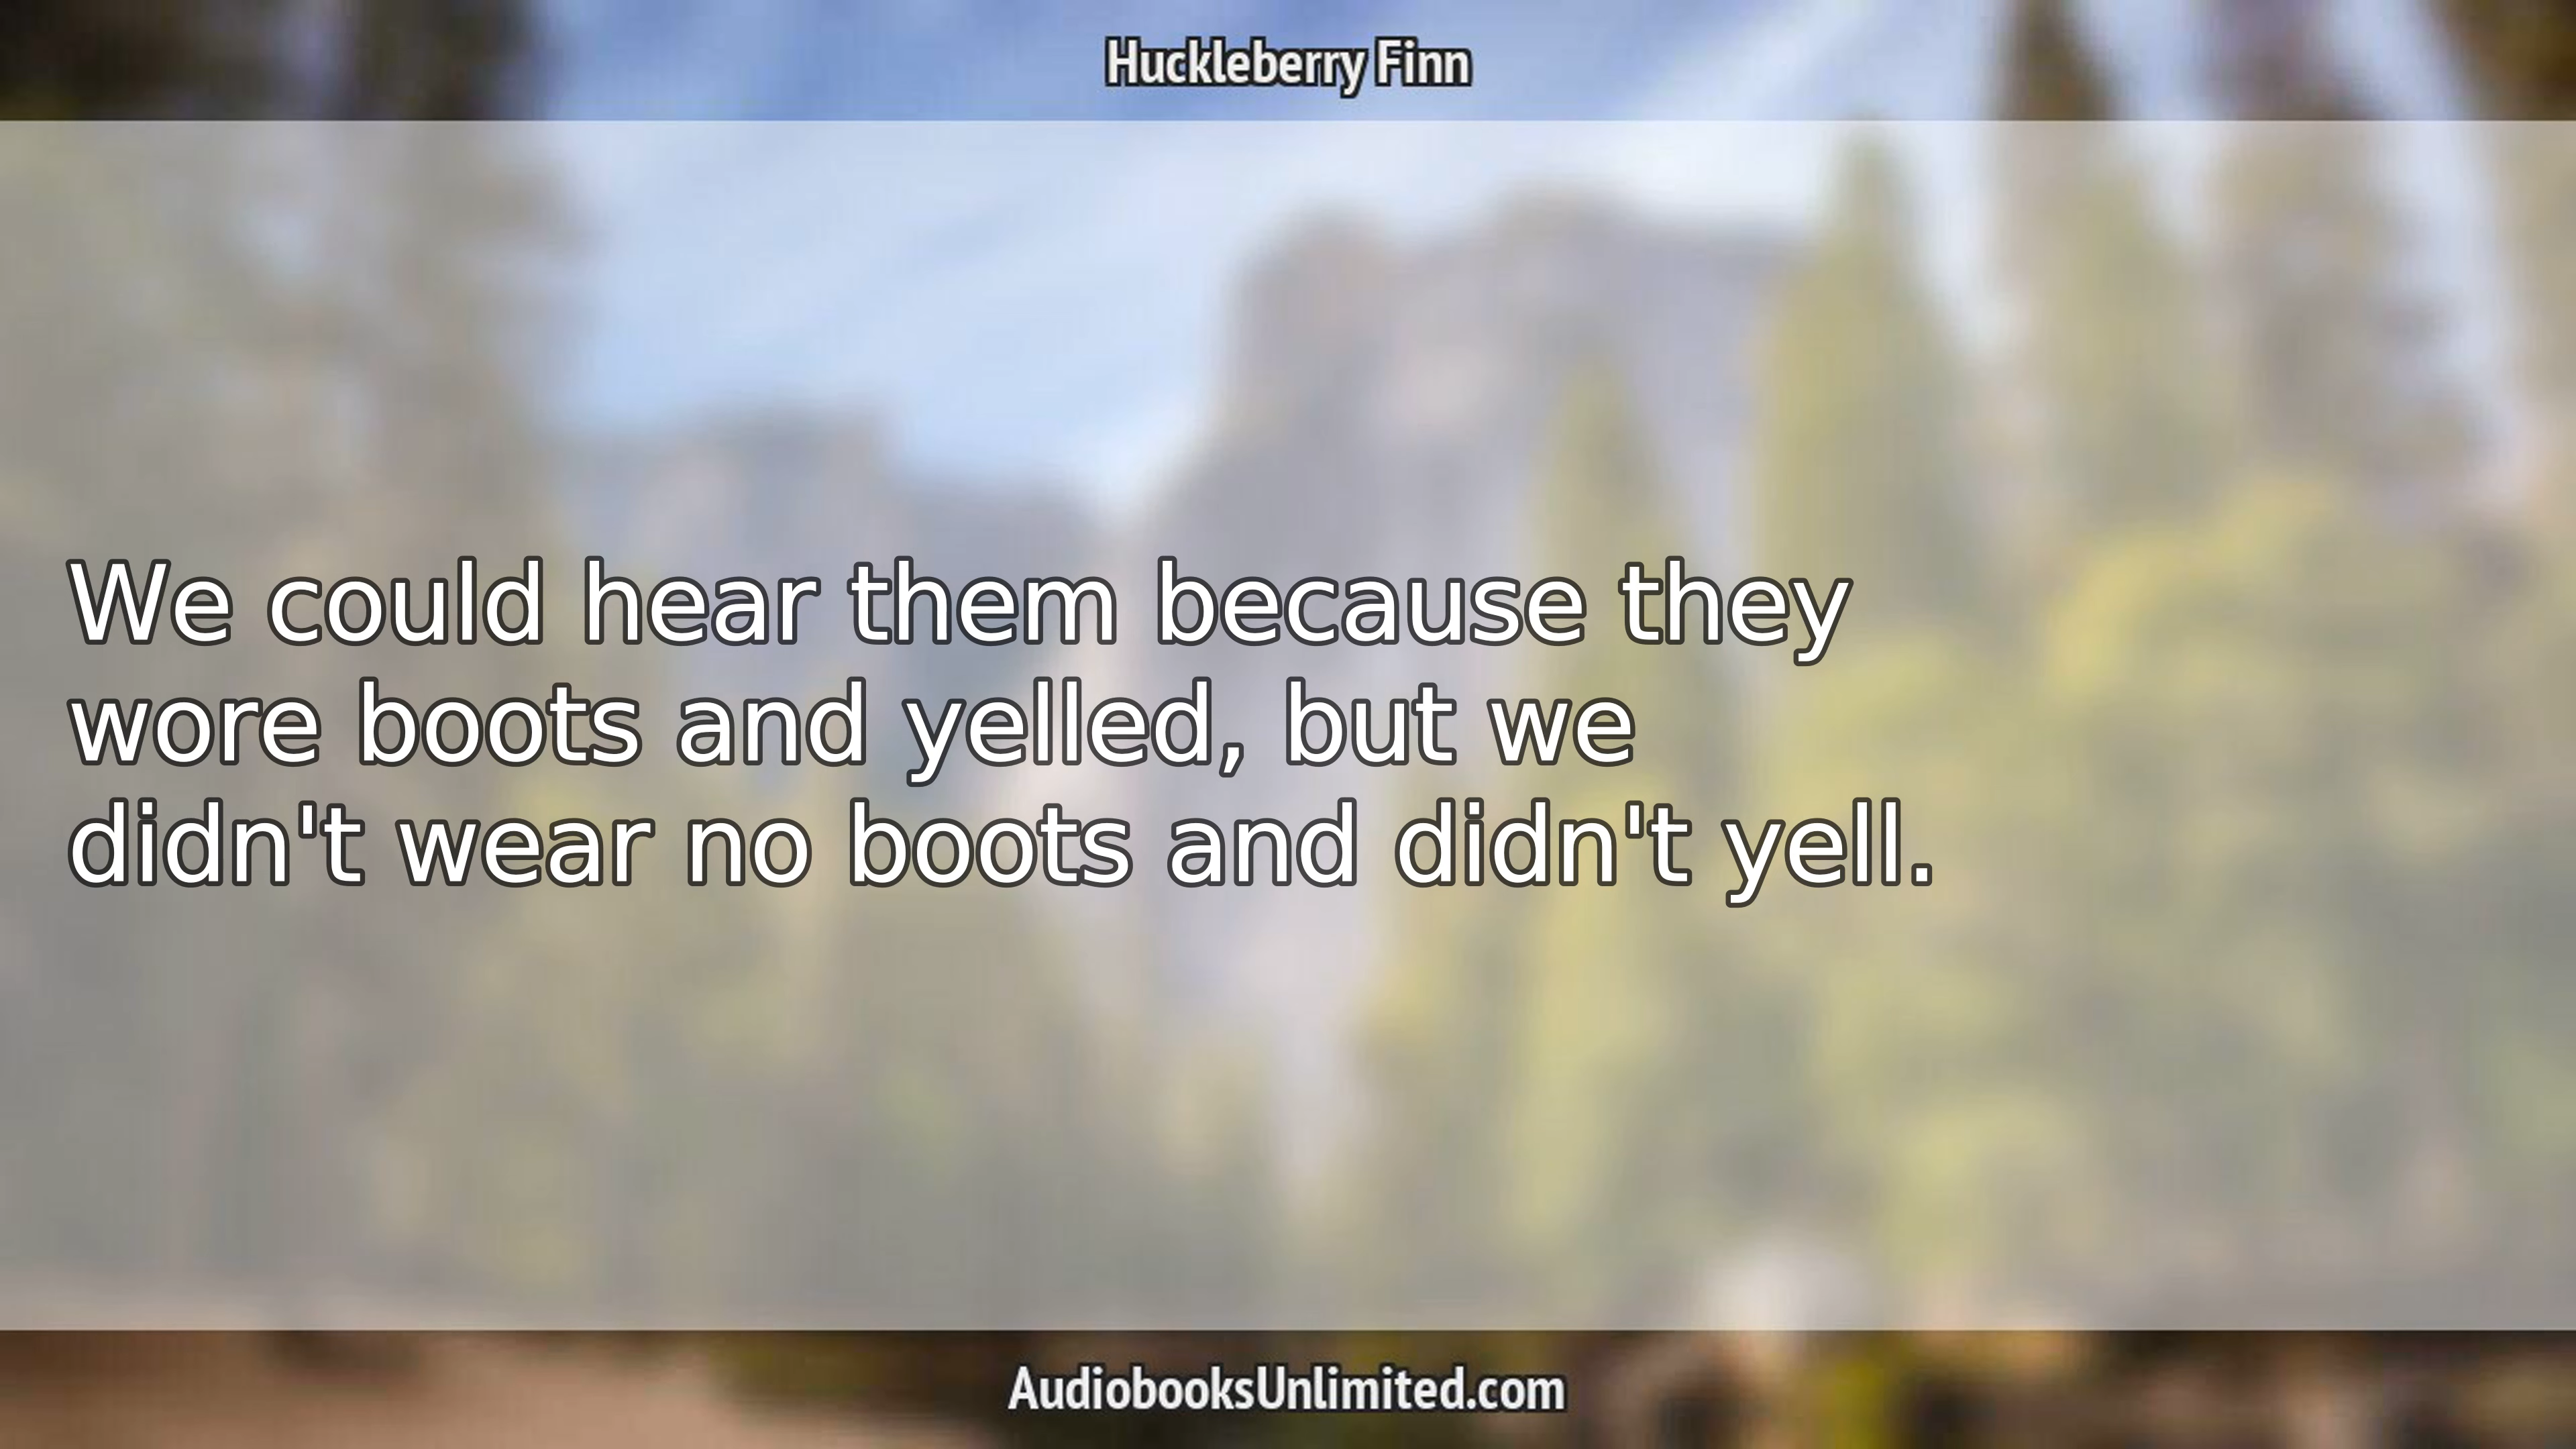 Huckleberry Finn
We could hear them because they
wore boots and yelled, but we
didn't wear no boots and didn't yell.
AudiobooksUnlimited.com